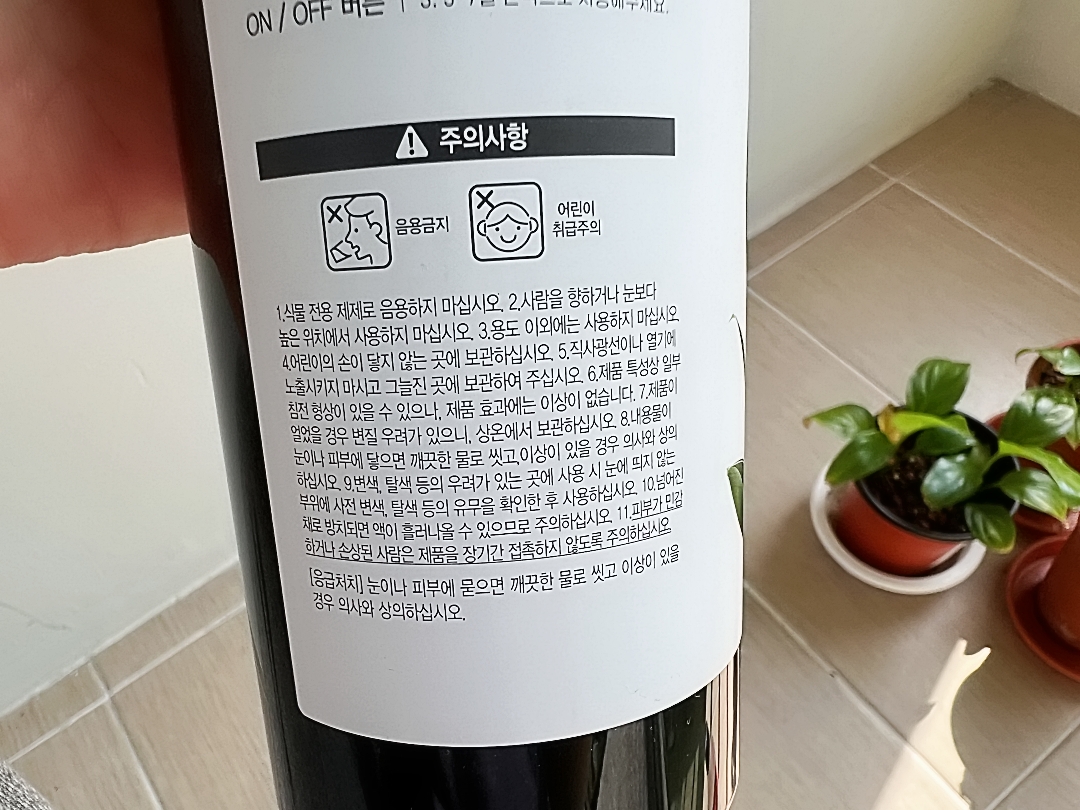 ON / OFF 버튼 | 3. 3
주의사항
음용금지
어린이
취급주의
1.식물 전용 제제로 음용하지 마십시오. 2.사람을 향하거나 눈보다
높은 위치에서 사용하지 마십시오. 3.용도 이외에는 사용하지 마십시오.
4.어린이의 손이 닿지 않는 곳에 보관하십시오. 5.직사광선이나 열기에
노출시키지 마시고 그늘진 곳에 보관하여 주십시오. 6.제품 특성상 일부
침전 형상이 있을 수 있으나, 제품 효과에는 이상이 없습니다. 7.제품이
얼었을 경우 변질 우려가 있으니, 상온에서 보관하십시오. 8.내용물이
눈이나 피부에 닿으면 깨끗한 물로 씻고,이상이 있을 경우 의사와 상의
하십시오. 9.변색, 탈색 등의 우려가 있는 곳에 사용 시 눈에 띄지 않는
부위에 사전 변색, 탈색 등의 유무를 확인한 후 사용하십시오. 10.넘어진
채로 방치되면 액이 흘러나올 수 있으므로 주의하십시오. 11.피부가 민감
하거나 손상된 사람은 제품을 장기간 접촉하지 않도록 주의하십시오.
[응급처치] 눈이나 피부에 묻으면 깨끗한 물로 씻고 이상이 있을
경우 의사와 상의하십시오.